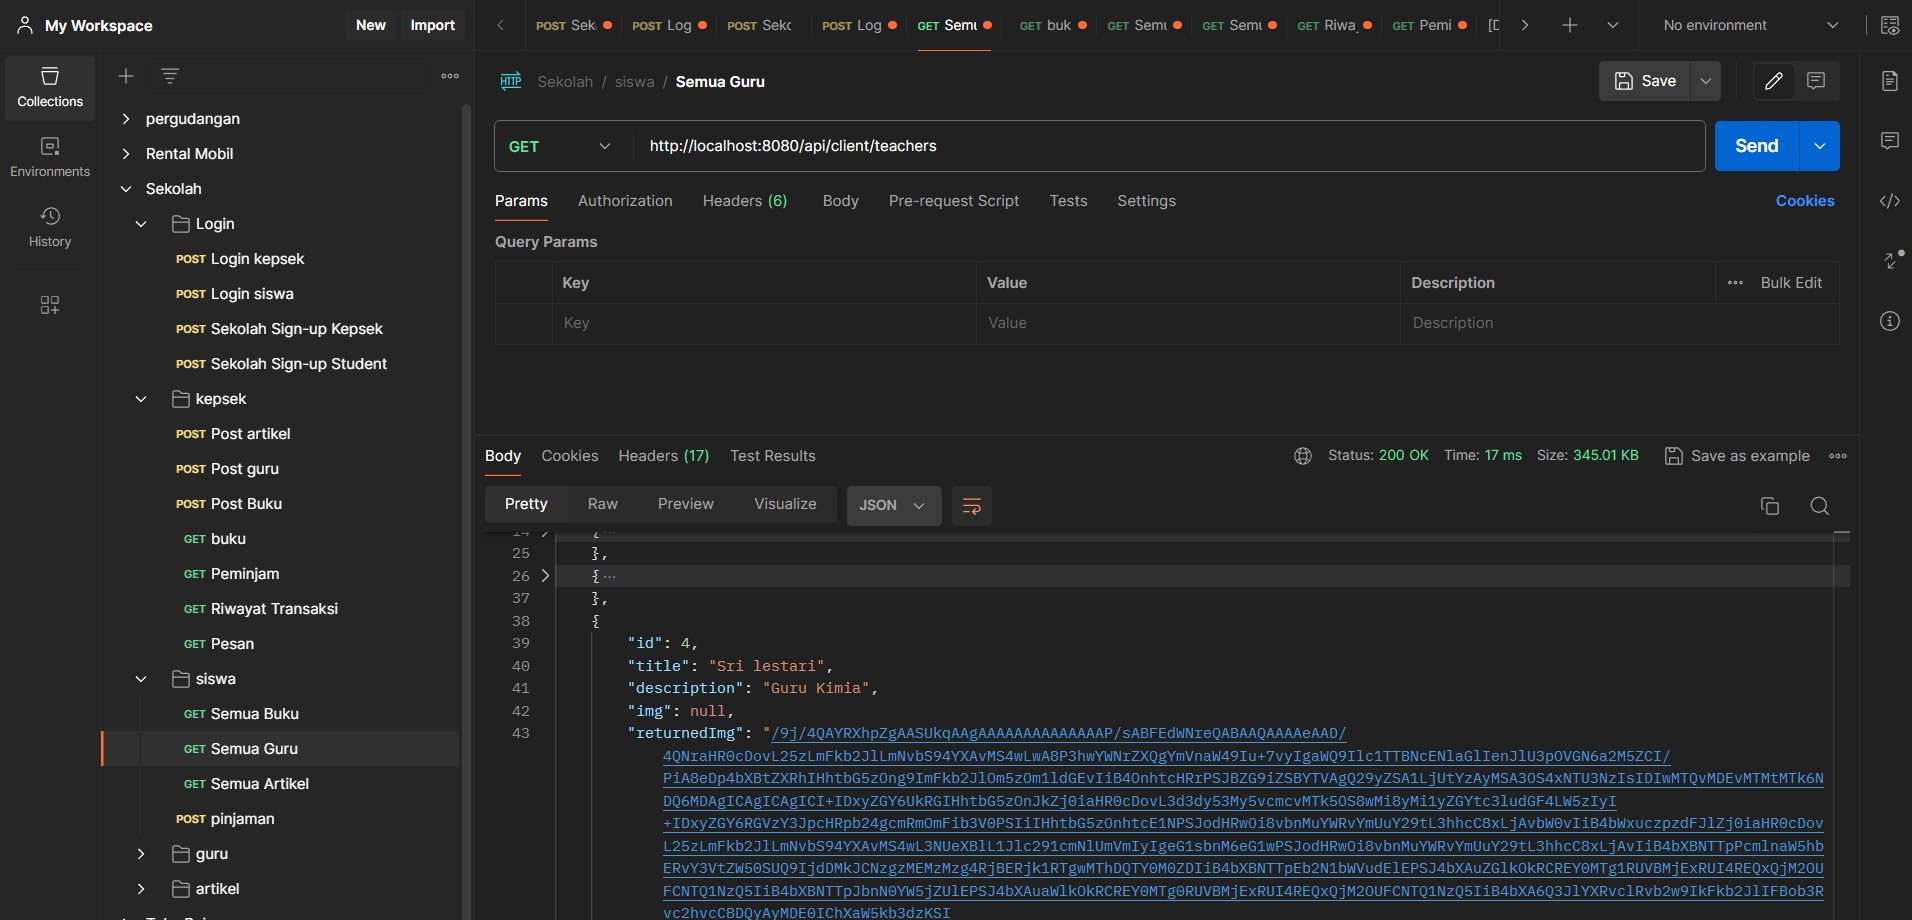 My Workspace
New
Import
POST Sek
POST Log
POST Sekc
POST Log
GET Semu
GET buk
GET Semu
GET Semu
GET Riwa
GET Pemi
No environment
Collections
Environments
History
pergudangan
Rental Mobil
Sekolah
Login
POST Login kepsek
POST Login siswa
POST Sekolah Sign-up Kepsek
POST Sekolah Sign-up Student
kepsek
POST Post artikel
POST Post guru
POST Post Buku
GET buku
GET Peminjam
GET Riwayat Transaksi
GET Pesan
siswa
GET Semua Buku
GET Semua Guru
GET Semua Artikel
POST pinjaman
guru
artikel
HTTP Sekolah / siswa / Semua Guru
Save
GET
http://localhost:8080/api/client/teachers
Send
Params Authorization Headers (6) Body Pre-request Script Tests Settings
Cookies
Query Params
Key Value Description Bulk Edit
Key Value Description
Body Cookies Headers (17) Test Results
Status: 200 OK Time: 17 ms Size: 345.01 KB
Save as example
Pretty Raw Preview Visualize
JSON
14 { ...
25 },
26 { ...
37 },
38 {
39 "id": 4,
40 "title": "Sri lestari",
41 "description": "Guru Kimia",
42 "img": null,
43 "returnedImg": "/9j/4QAYRXhpZgAASUkqAAgAAAAAAAAAAAAAAP/sABFEdWNreQABAAQAAAAeAAD/